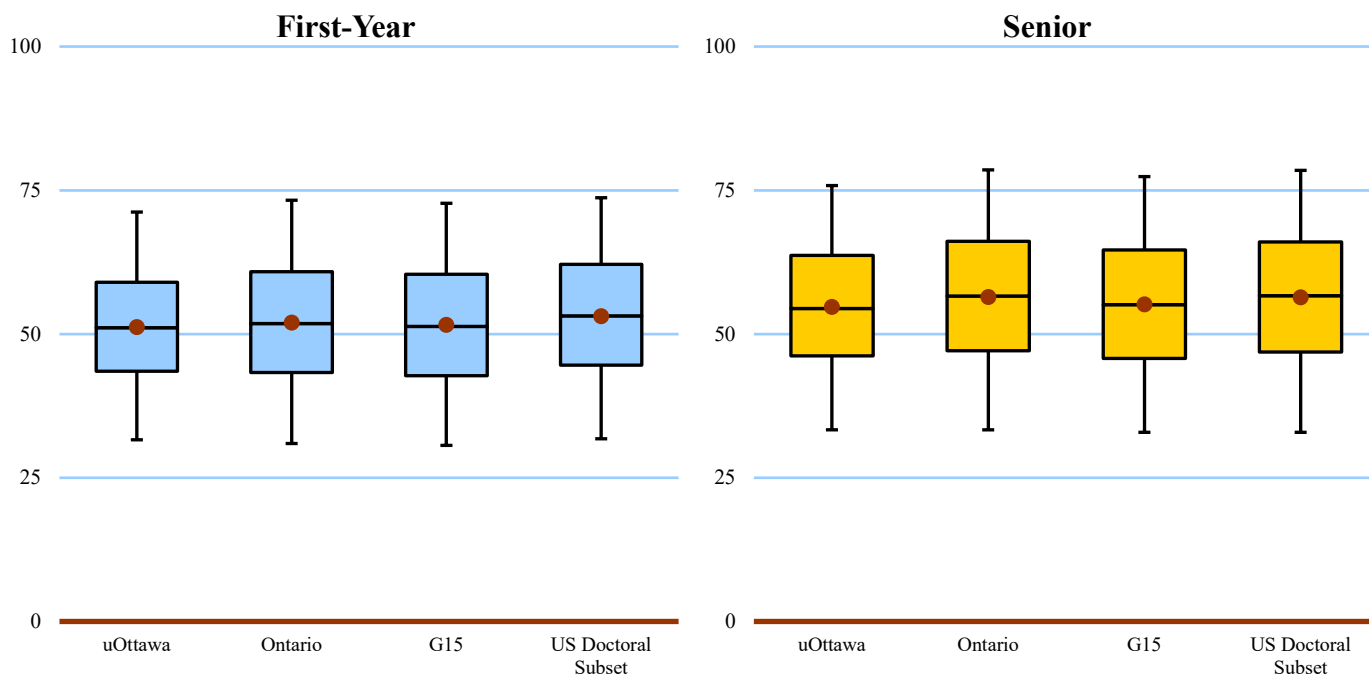 First-Year
100
75
50
25
0
uOttawa
Ontario
G15
US Doctoral
Subset
Senior
100
75
50
25
0
uOttawa
Ontario
G15
US Doctoral
Subset